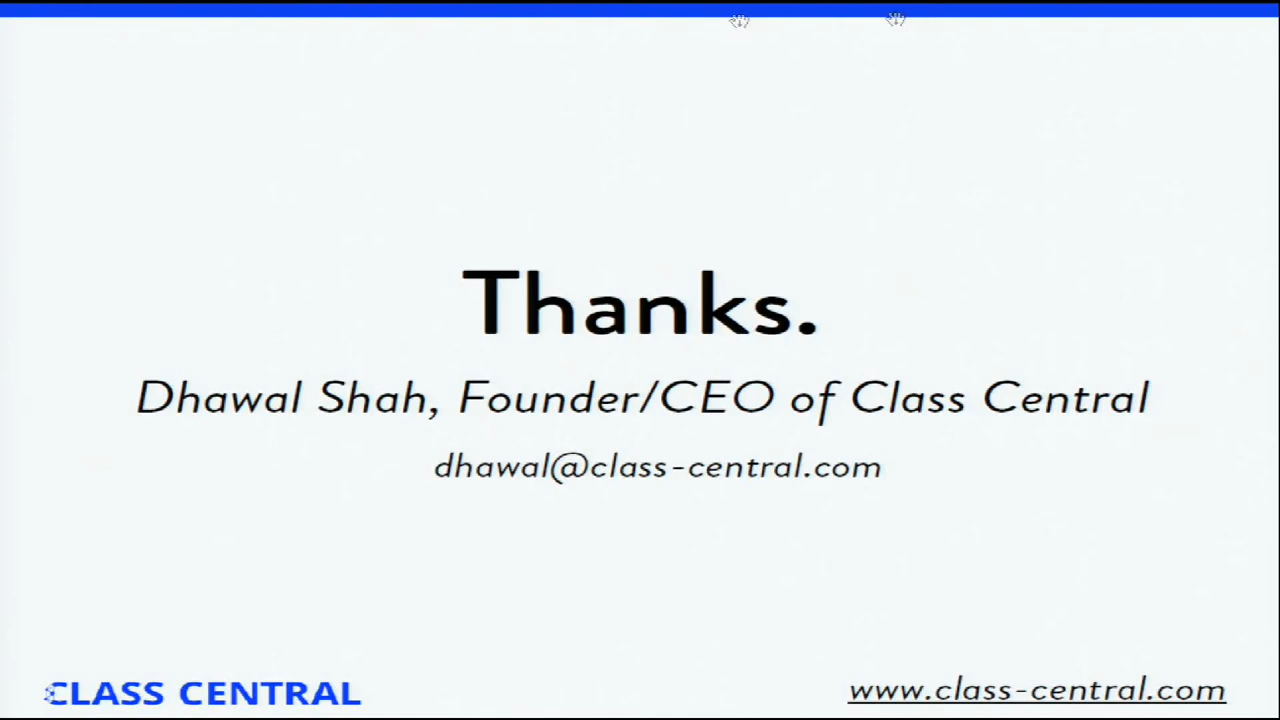 Thanks.
Dhawal Shah, Founder/CEO of Class Central
dhawal@class-central.com
CLASS CENTRAL
www.class-central.com